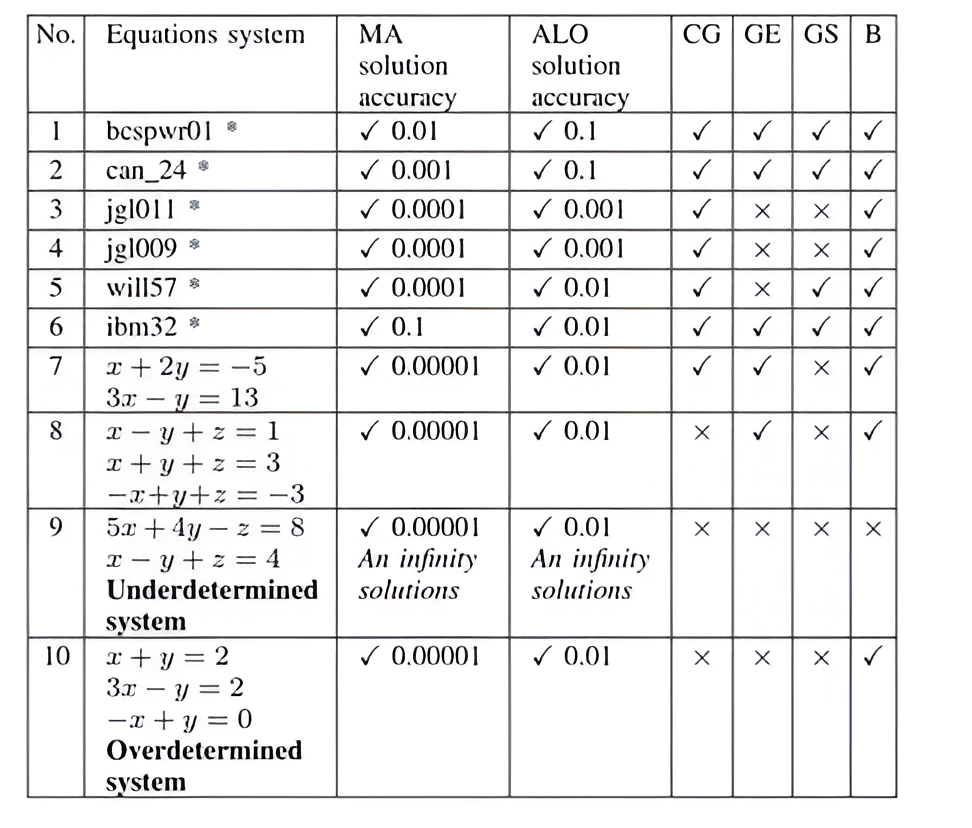 No. Equations system MA solution accuracy ALO solution accuracy CG GE GS B
1 bcspwr01 * ✓ 0.01 ✓ 0.1 ✓ ✓ ✓ ✓
2 can_24 * ✓ 0.001 ✓ 0.1 ✓ ✓ ✓ ✓
3 jgl011 * ✓ 0.0001 ✓ 0.001 ✓ × × ✓
4 jgl009 * ✓ 0.0001 ✓ 0.001 ✓ × × ✓
5 will57 * ✓ 0.0001 ✓ 0.01 ✓ × ✓ ✓
6 ibm32 * ✓ 0.1 ✓ 0.01 ✓ ✓ ✓ ✓
7 x + 2y = −5 ✓ 0.00001 ✓ 0.01 ✓ ✓ × ✓
3x − y = 13
8 x − y + z = 1 ✓ 0.00001 ✓ 0.01 × ✓ × ✓
x + y + z = 3
−x+y+z = −3
9 5x + 4y − z = 8 ✓ 0.00001 ✓ 0.01 × × × ×
x − y + z = 4 An infinity An infinity
Underdetermined solutions solutions
system
10 x + y = 2 ✓ 0.00001 ✓ 0.01 × × × ✓
3x − y = 2
−x + y = 0
Overdetermined
system